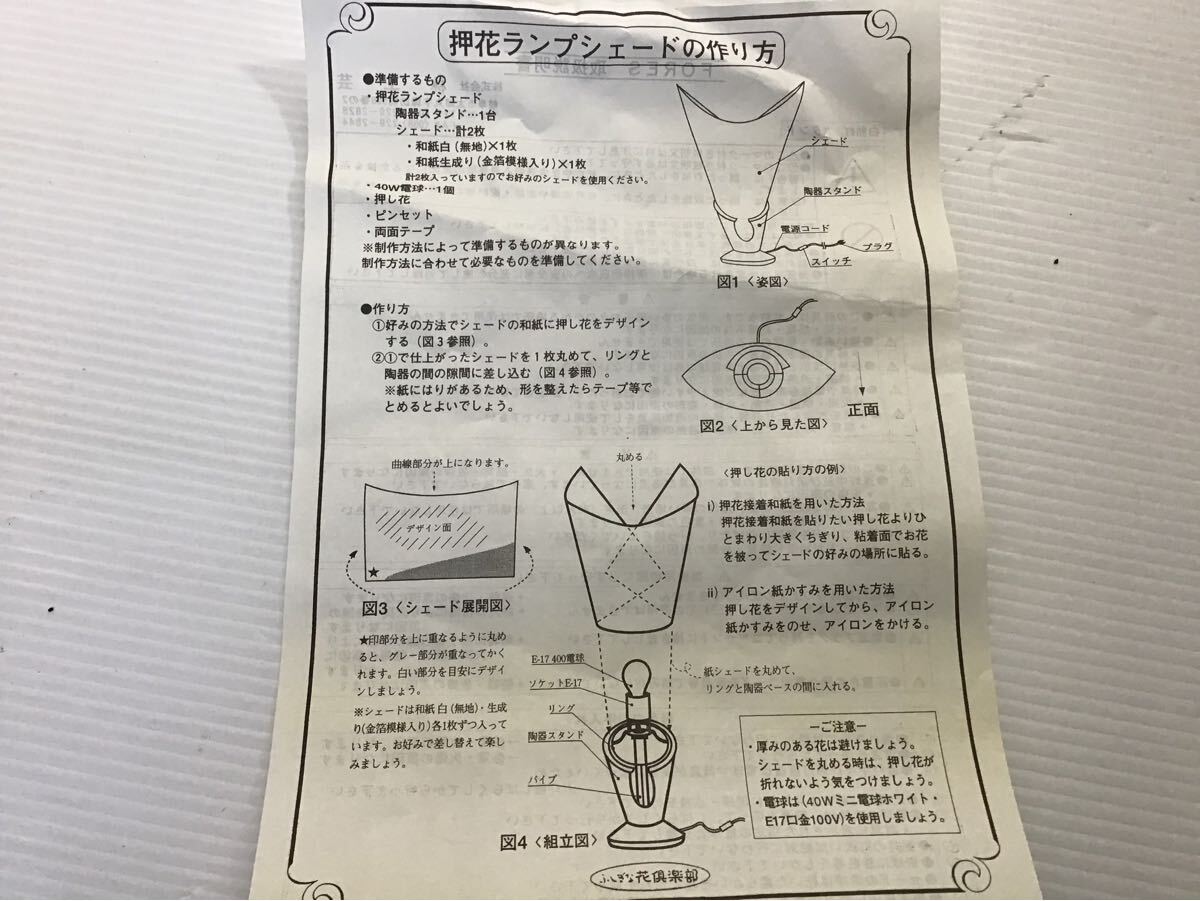 押花ランプシェードの作り方
●準備するもの
・押花ランプシェード
陶器スタンド…1台
シェード…計2枚
・和紙白(無地)×1枚
・和紙生成り(金箔模様入り)×1枚
計2枚入っていますのでお好みのシェードを使用ください。
・40W電球…1個
・押し花
・ピンセット
・両面テープ
※制作方法によって準備するものが異なります。
制作方法に合わせて必要なものを準備してください。
シェード
陶器スタンド
電源コード
プラグ
スイッチ
図1〈姿図〉
●作り方
①好みの方法でシェードの和紙に押し花をデザイン
する(図3参照)。
②①で仕上がったシェードを1枚丸めて、リングと
陶器の間の隙間に差し込む(図4参照)。
※紙にはりがあるため、形を整えたらテープ等で
とめるとよいでしょう。
正面
図2〈上から見た図〉
曲線部分が上になります。
デザイン面
★
図3〈シェード展開図〉
★印部分を上に重なるように丸め
ると、グレー部分が重なってかく
れます。白い部分を目安にデザイ
ンしましょう。
※シェードは和紙 白(無地)・生成
り(金箔模様入り)各1枚ずつ入って
います。お好みで差し替えて楽し
みましょう。
丸める
〈押し花の貼り方の例〉
i)押花接着和紙を用いた方法
押花接着和紙を貼りたい押し花よりひ
とまわり大きくちぎり、粘着面でお花
を被ってシェードの好みの場所に貼る。
ii)アイロン紙かすみを用いた方法
押し花をデザインしてから、アイロン
紙かすみをのせ、アイロンをかける。
E-17 400電球
ソケットE-17
リング
陶器スタンド
パイプ
紙シェードを丸めて、
リングと陶器ベースの間に入れる。
図4〈組立図〉
ーご注意ー
・厚みのある花は避けましょう。
シェードを丸める時は、押し花が
折れないよう気をつけましょう。
・電球は(40Wミニ電球ホワイト・
E17口金100V)を使用しましょう。
ふしぎな花倶楽部